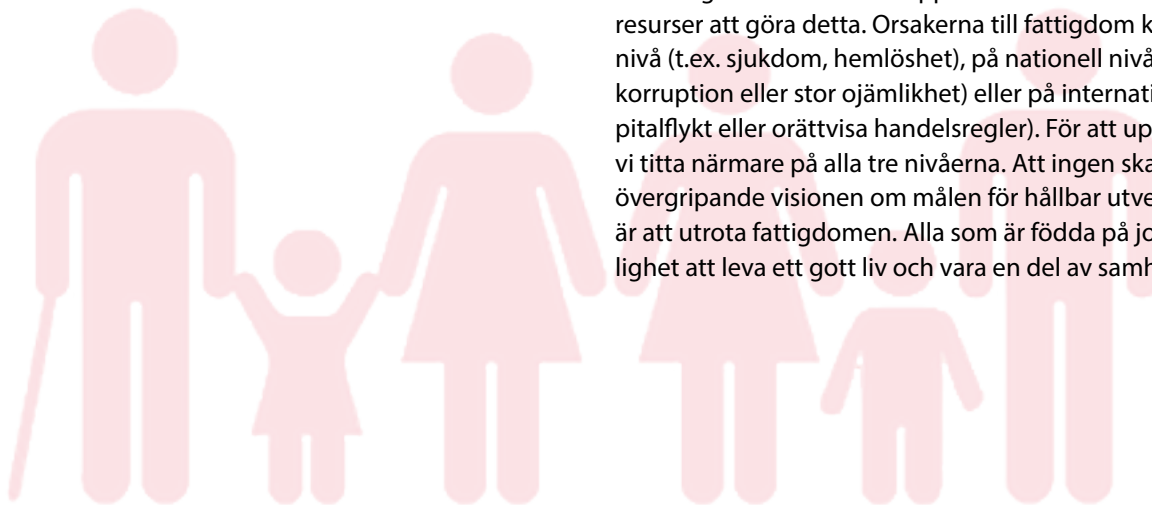 resurser att göra detta. Orsakerna till fattigdom k
nivå (t.ex. sjukdom, hemlöshet), på nationell nivå
korruption eller stor ojämlikhet) eller på internati
pitalflykt eller orättvisa handelsregler). För att up
vi titta närmare på alla tre nivåerna. Att ingen ska
övergripande visionen om målen för hållbar utve
är att utrota fattigdomen. Alla som är födda på jo
lighet att leva ett gott liv och vara en del av samh